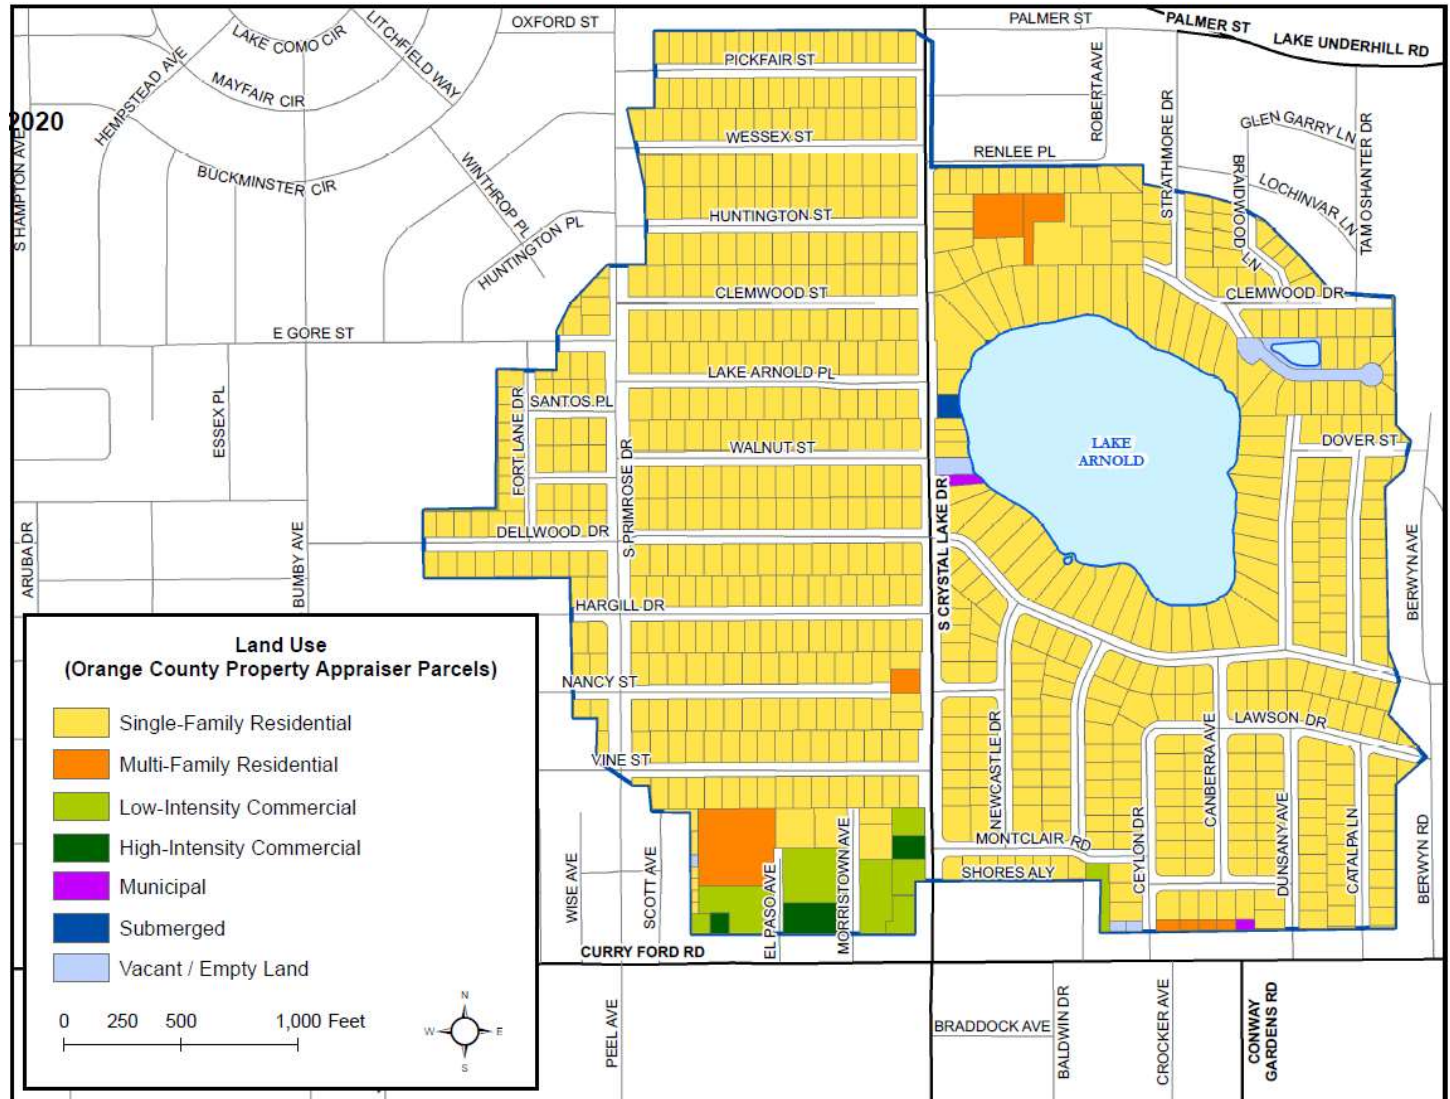 OXFORD ST
PALMER ST
PALMER ST
LAKE UNDERHILL RD
LAKE COMO CIR
LITCHFIELD WAY
HEMPSTEAD AVE
MAYFAIR CIR
PICKFAIR ST
ROBERTA AVE
STRATHMORE DR
GLEN GARRY LN
TAM OSHANTER DR
2020
S HAMPTON AVE
WESSEX ST
RENLEE PL
BRAIDWOOD LN
LOCHINVAR LN
BUCKMINSTER CIR
WINTHROP PL
HUNTINGTON PL
HUNTINGTON ST
CLEMWOOD ST
CLEMWOOD DR
E GORE ST
LAKE ARNOLD PL
ESSEX PL
FORT LANE DR
SANTOS PL
S PRIMROSE DR
WALNUT ST
LAKE
ARNOLD
DOVER ST
S CRYSTAL LAKE DR
DELLWOOD DR
ARUBA DR
BUMBY AVE
BERWYN AVE
HARGILL DR
NANCY ST
VINE ST
NEWCASTLE DR
CANBERRA AVE
LAWSON DR
MONTCLAIR RD
SHORES ALY
CEYLON DR
DUNSANY AVE
CATALPA LN
BERWYN RD
WISE AVE
SCOTT AVE
EL PASO AVE
MORRISTOWN AVE
CURRY FORD RD
PEEL AVE
BRADDOCK AVE
BALDWIN DR
CROCKER AVE
CONWAY
GARDENS RD
Land Use
(Orange County Property Appraiser Parcels)
Single-Family Residential
Multi-Family Residential
Low-Intensity Commercial
High-Intensity Commercial
Municipal
Submerged
Vacant / Empty Land
0 250 500 1,000 Feet
N
W E
S